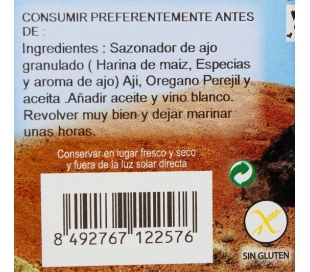 CONSUMIR PREFERENTEMENTE ANTES
DE :
Ingredientes : Sazonador de ajo
granulado ( Harina de maiz, Especias
y aroma de ajo) Aji, Oregano Perejil y
aceita .Añadir aceite y vino blanco.
Revolver muy bien y dejar marinar
unas horas.
Conservar en lugar fresco y seco
y fuera de la luz solar directa
8 492767 122576
SIN GLUTEN